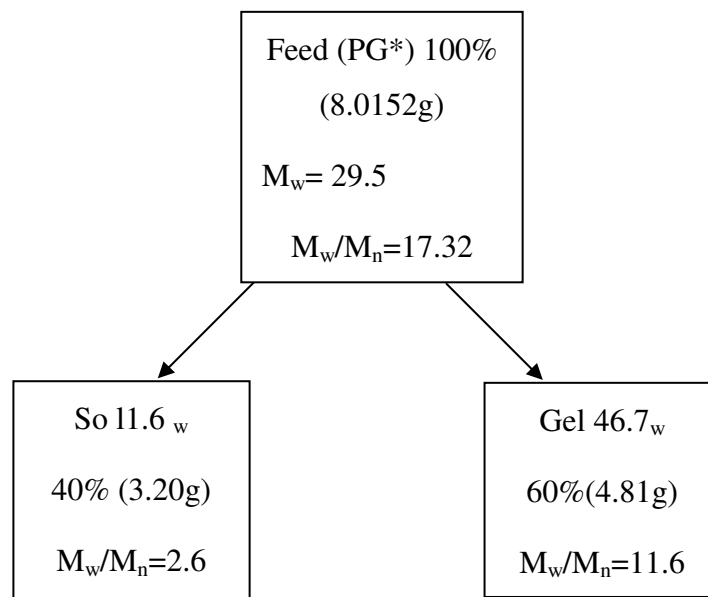 Feed (PG*) 100%
(8.0152g)
Mw= 29.5
Mw/Mn=17.32
So l1.6 w
40% (3.20g)
Mw/Mn=2.6
Gel 46.7w
60%(4.81g)
Mw/Mn=11.6